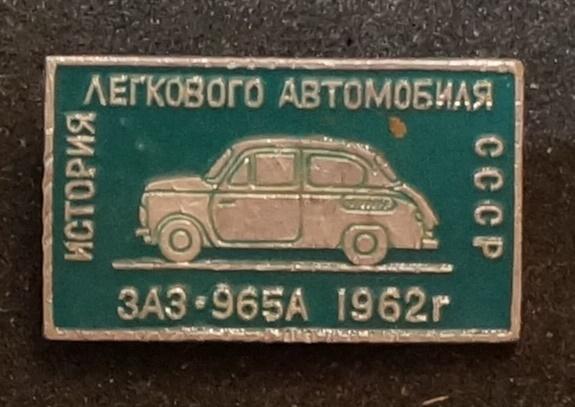 ИСТОРИЯ
ЛЕГКОВОГО АВТОМОБИЛЯ
СССР
ЗАЗ-965А 1962г